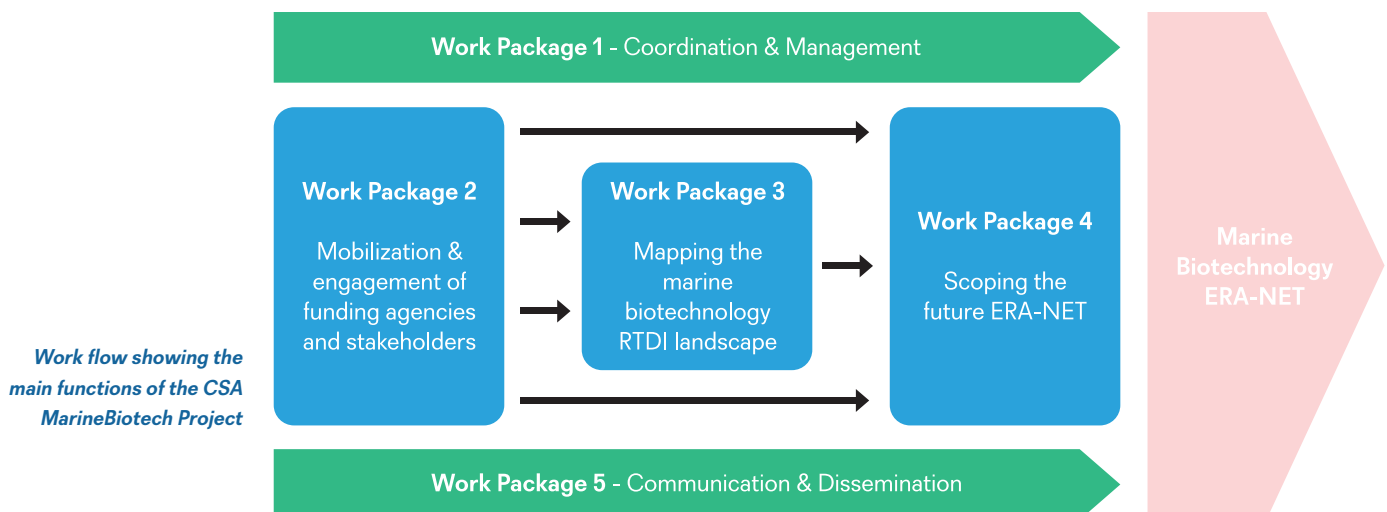 Work Package 1 - Coordination & Management
Work Package 2
Mobilization &
engagement of
funding agencies
and stakeholders
Work Package 3
Mapping the
marine
biotechnology
RTDI landscape
Work Package 4
Scoping the
future ERA-NET
Marine
Biotechnology
ERA-NET
Work flow showing the
main functions of the CSA
MarineBiotech Project
Work Package 5 - Communication & Dissemination